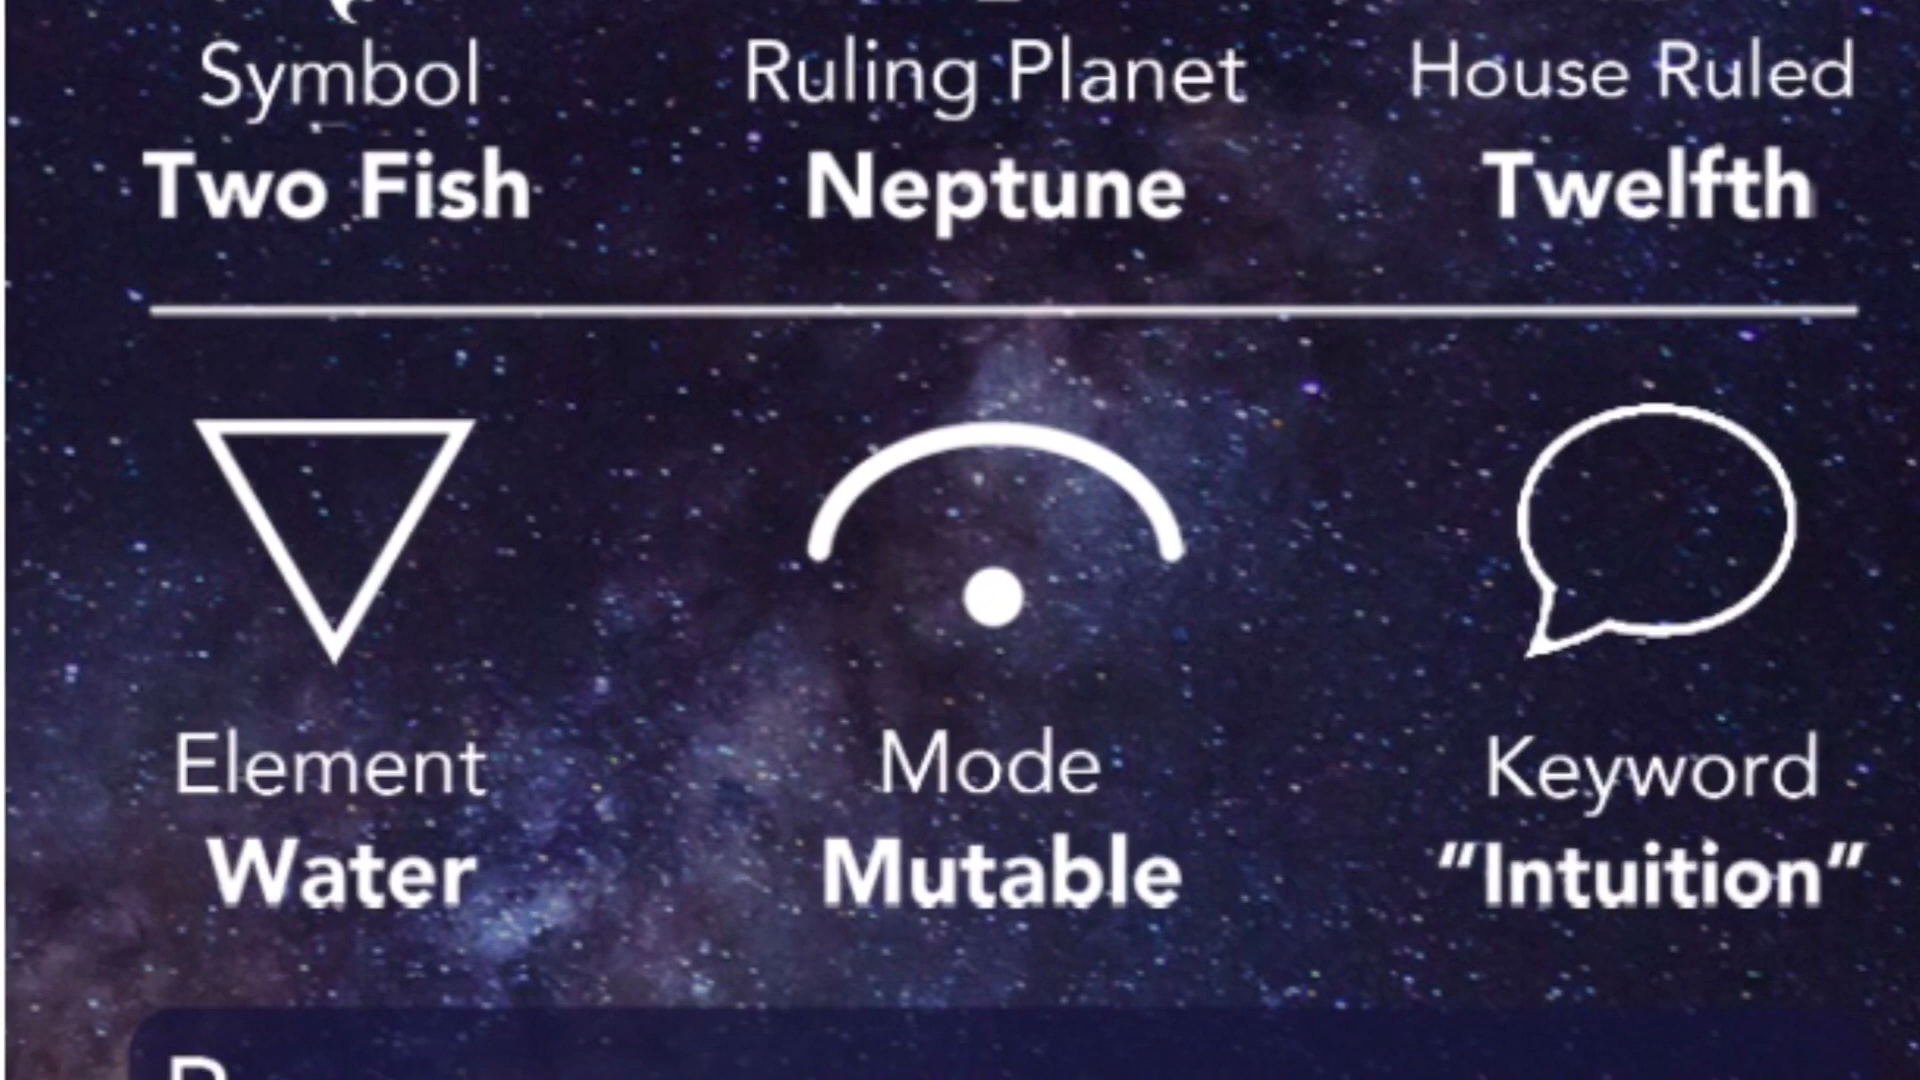 Symbol
Two Fish
Ruling Planet
Neptune
House Ruled
Twelfth
Element
Water
Mode
Mutable
Keyword
“Intuition”